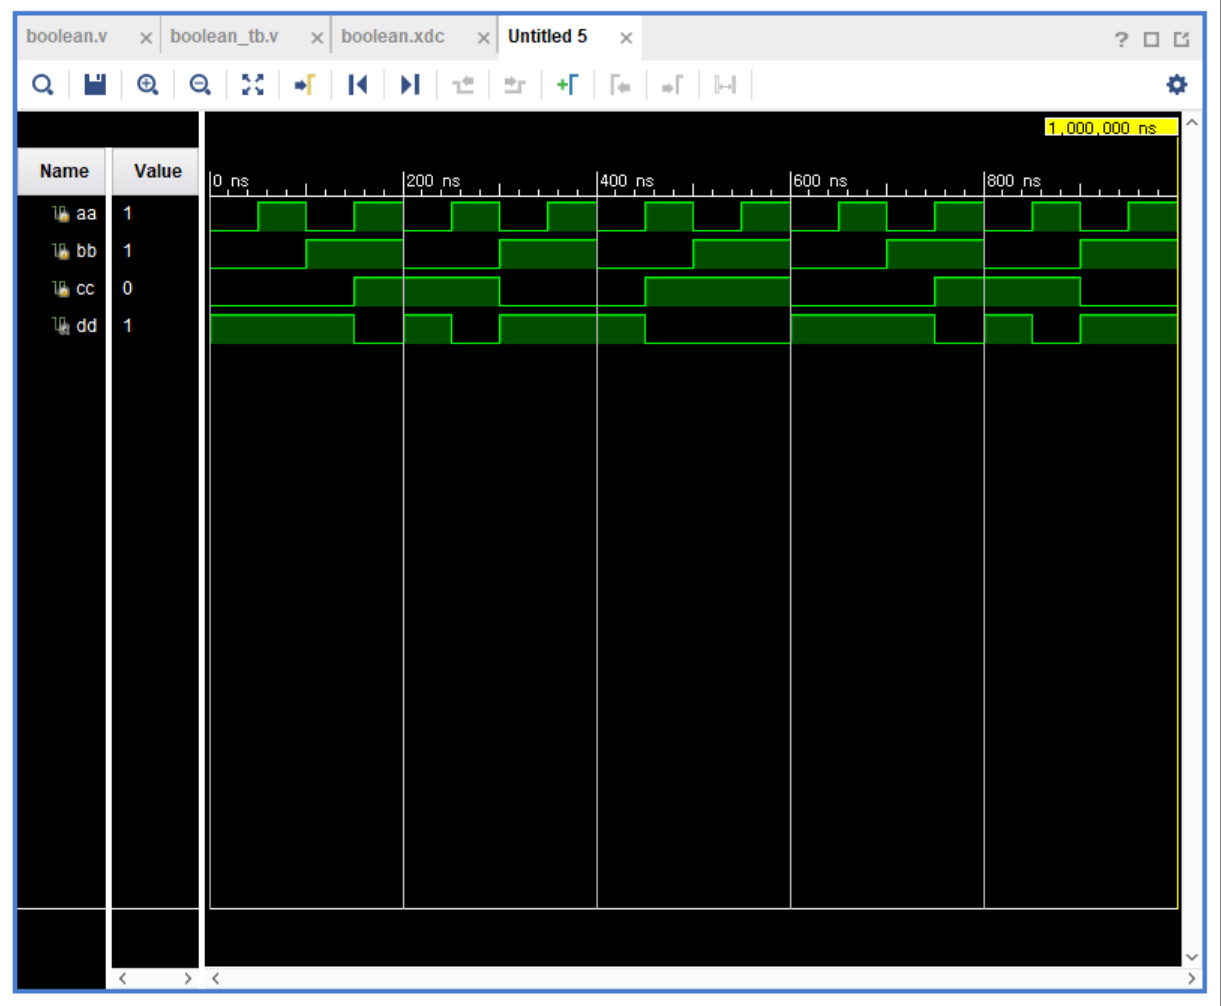 boolean.v × boolean_tb.v × boolean.xdc × Untitled 5 × ?
1,000,000 ns
Name Value
0 ns 200 ns 400 ns 600 ns 800 ns
aa 1
bb 1
cc 0
dd 1